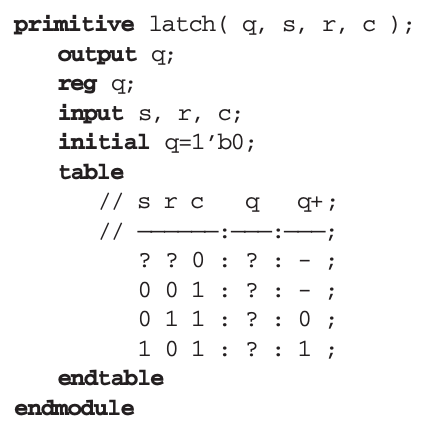 primitive latch( q, s, r, c );
output q;
reg q;
input s, r, c;
initial q=1’b0;
table
// s r c q q+;
// ——————:———:———;
? ? 0 : ? : - ;
0 0 1 : ? : - ;
0 1 1 : ? : 0 ;
1 0 1 : ? : 1 ;
endtable
endmodule